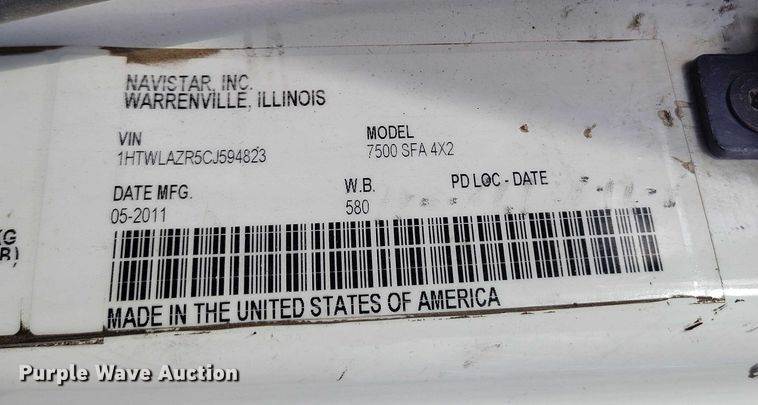 NAVISTAR, INC.
WARRENVILLE, ILLINOIS
VIN MODEL
1HTWLAZR5CJ594823 7500 SFA 4X2
DATE MFG. W.B. PD LOC - DATE
05-2011 580
KG
B)
MADE IN THE UNITED STATES OF AMERICA
Purple Wave Auction